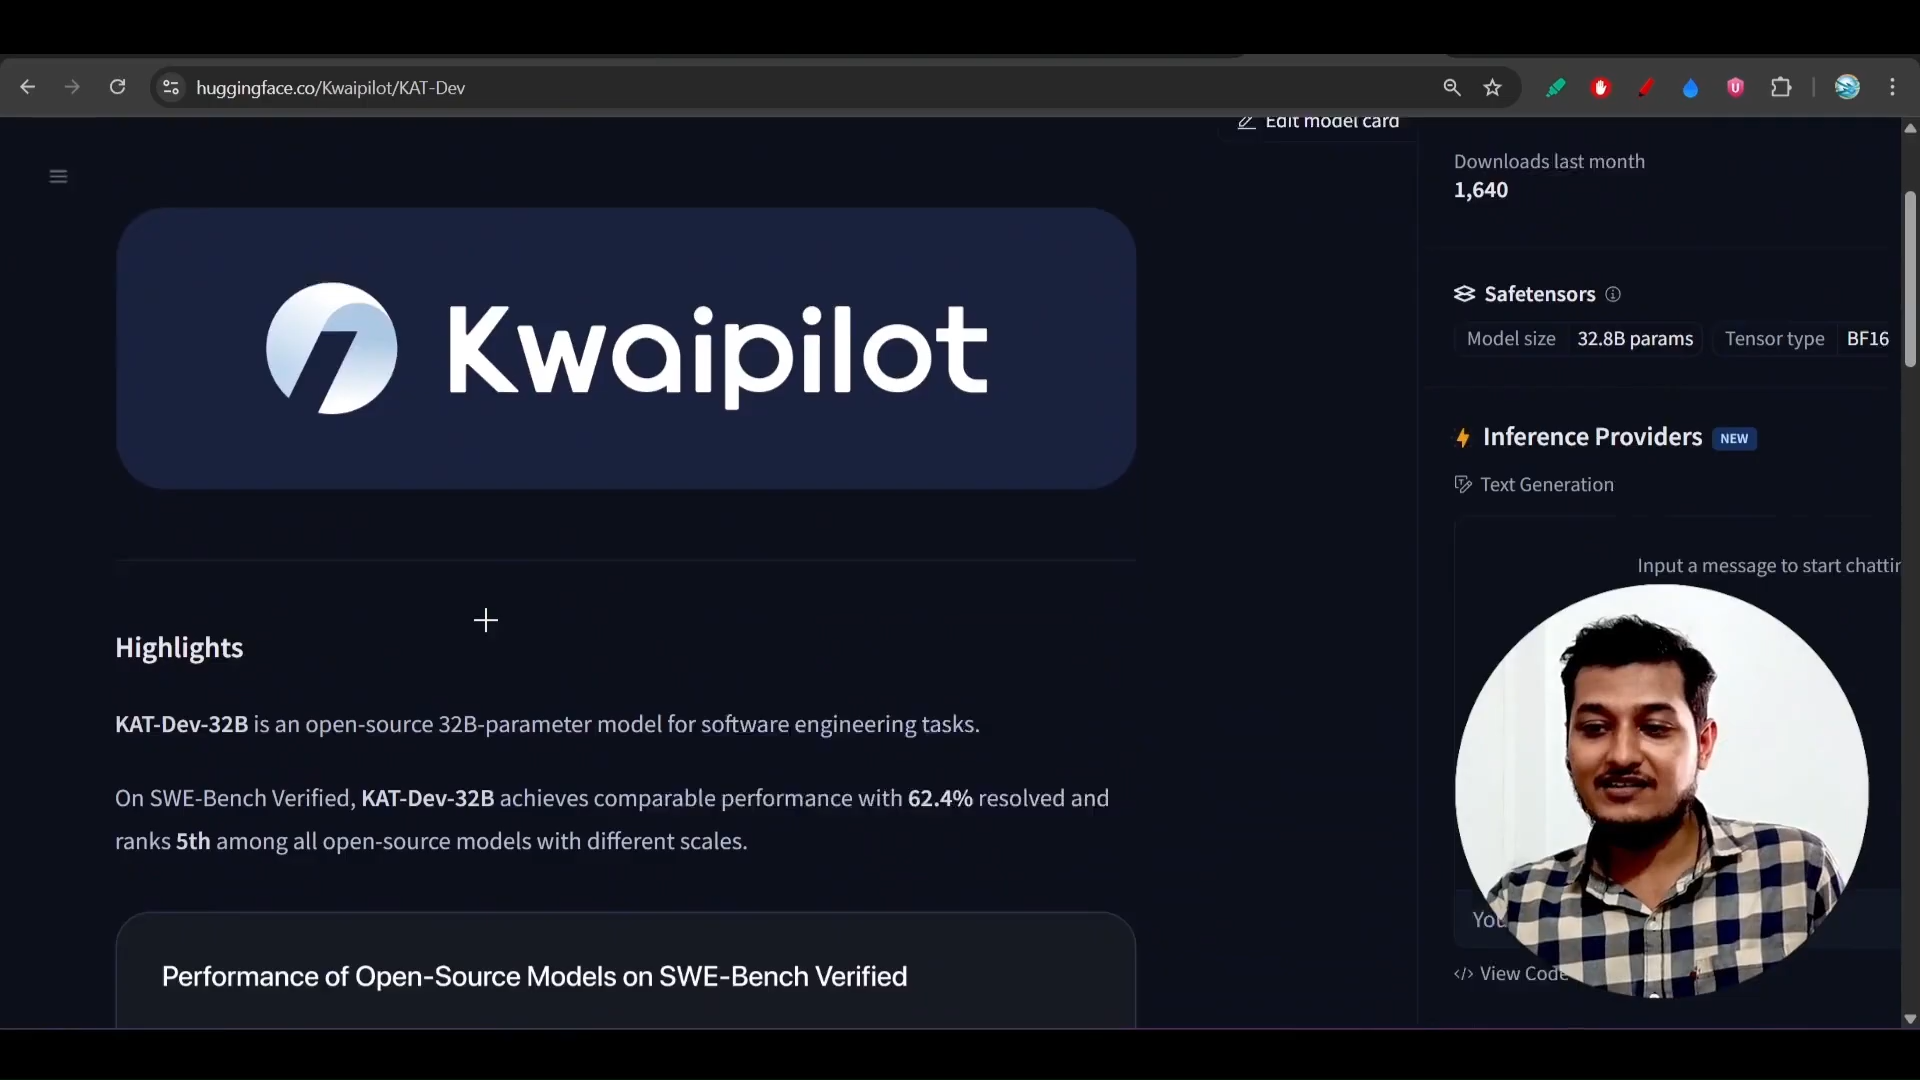 huggingface.co/Kwaipilot/KAT-Dev
Edit model card
Kwaipilot
Highlights
KAT-Dev-32B is an open-source 32B-parameter model for software engineering tasks.
On SWE-Bench Verified, KAT-Dev-32B achieves comparable performance with 62.4% resolved and
ranks 5th among all open-source models with different scales.
Performance of Open-Source Models on SWE-Bench Verified
Downloads last month
1,640
Safetensors
Model size 32.8B params Tensor type BF16
Inference Providers NEW
Text Generation
Input a message to start chattin
You
</> View Code